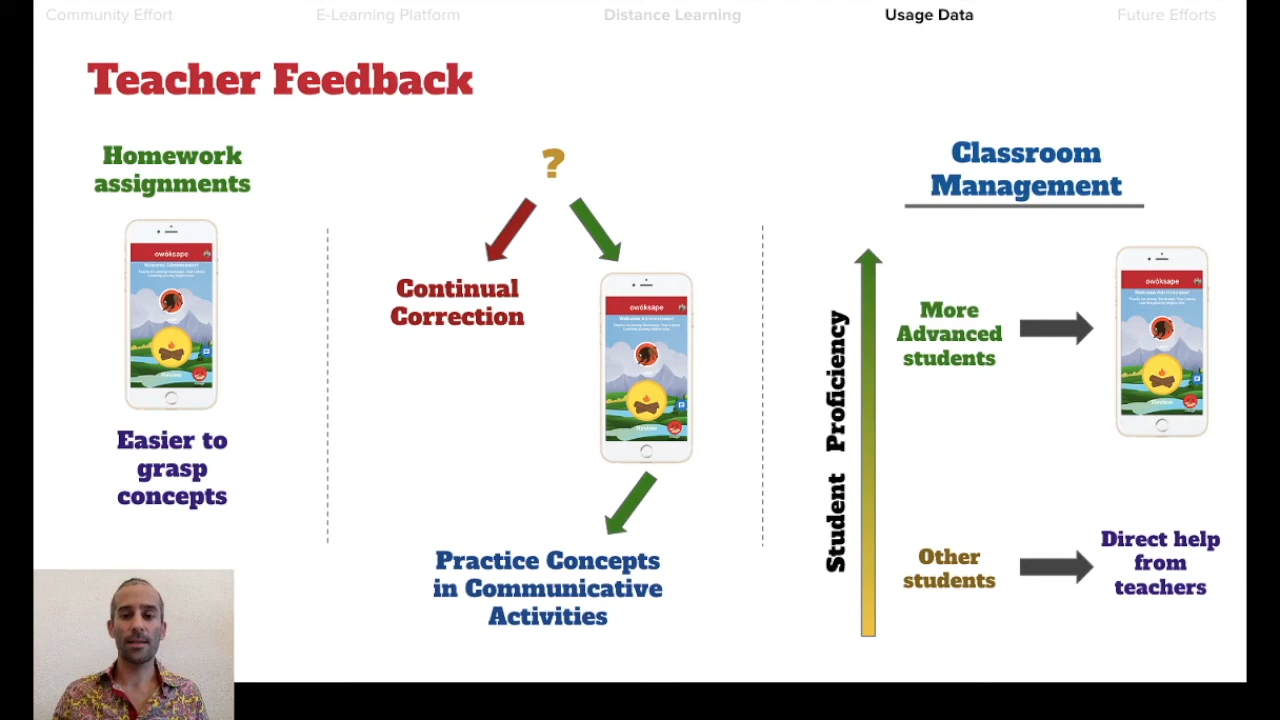 Community Effort
E-Learning Platform
Distance Learning
Usage Data
Future Efforts
Teacher Feedback
Homework
assignments
owóksape
Easier to
grasp
concepts
?
Continual
Correction
owóksape
Practice Concepts
in Communicative
Activities
Classroom
Management
Student Proficiency
More
Advanced
students
owóksape
Other
students
Direct help
from
teachers